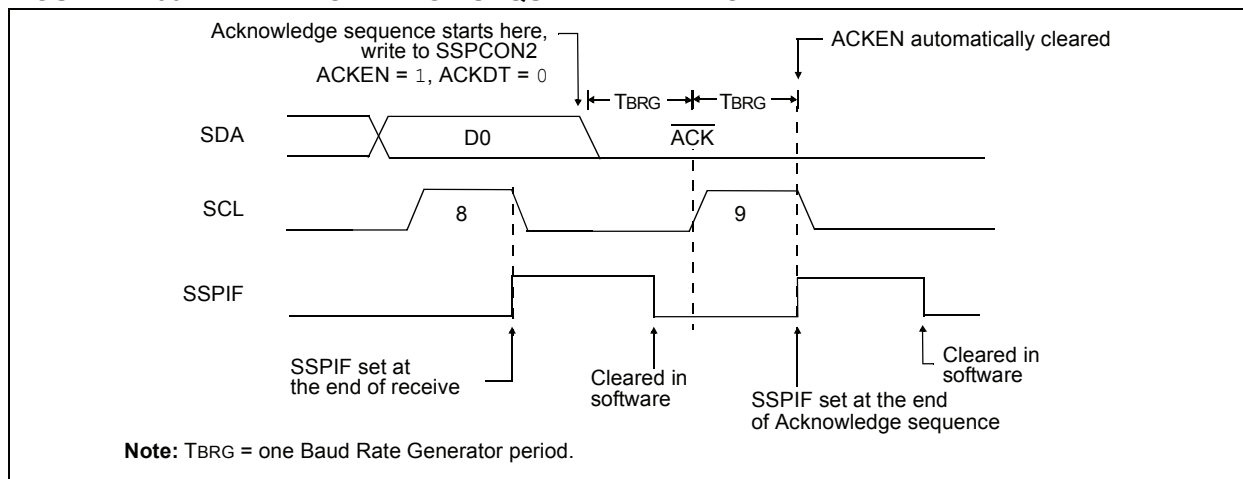 Acknowledge sequence starts here,
write to SSPCON2
ACKEN = 1, ACKDT = 0
ACKEN automatically cleared
TBRG
TBRG
SDA
D0
ACK
SCL
8
9
SSPIF
SSPIF set at
the end of receive
Cleared in
software
SSPIF set at the end
of Acknowledge sequence
Cleared in
software
Note: TBRG = one Baud Rate Generator period.